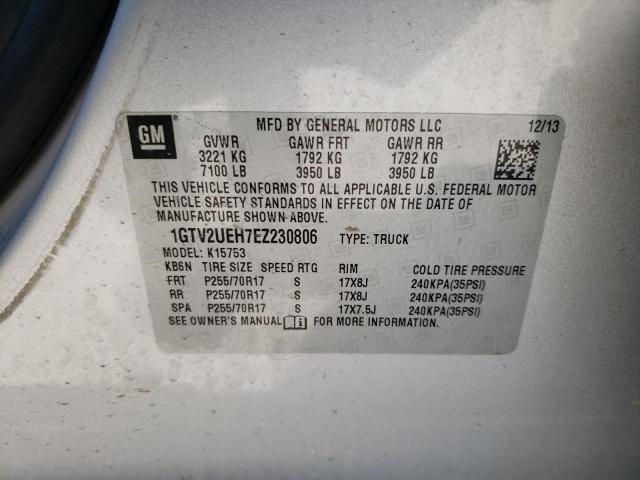 GM
MFD BY GENERAL MOTORS LLC 12/13
GVWR GAWR FRT GAWR RR
3221 KG 1792 KG 1792 KG
7100 LB 3950 LB 3950 LB
THIS VEHICLE CONFORMS TO ALL APPLICABLE U.S. FEDERAL MOTOR
VEHICLE SAFETY STANDARDS IN EFFECT ON THE DATE OF
MANUFACTURE SHOWN ABOVE.
1GTV2UEH7EZ230806 TYPE: TRUCK
MODEL: K15753
KB6N TIRE SIZE SPEED RTG RIM COLD TIRE PRESSURE
FRT P255/70R17 S 17X8J 240KPA(35PSI)
RR P255/70R17 S 17X8J 240KPA(35PSI)
SPA P255/70R17 S 17X7.5J 240KPA(35PSI)
SEE OWNER'S MANUAL FOR MORE INFORMATION.